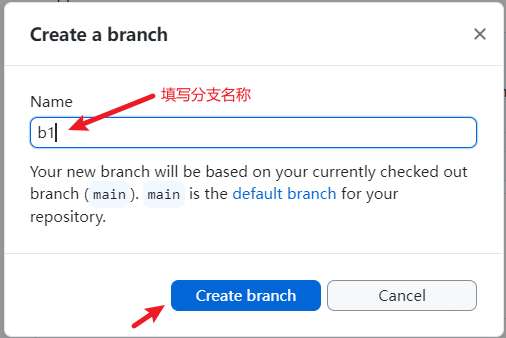 Create a branch
Name
填写分支名称
b1
Your new branch will be based on your currently checked out
branch (main). main is the default branch for your
repository.
Create branch
Cancel